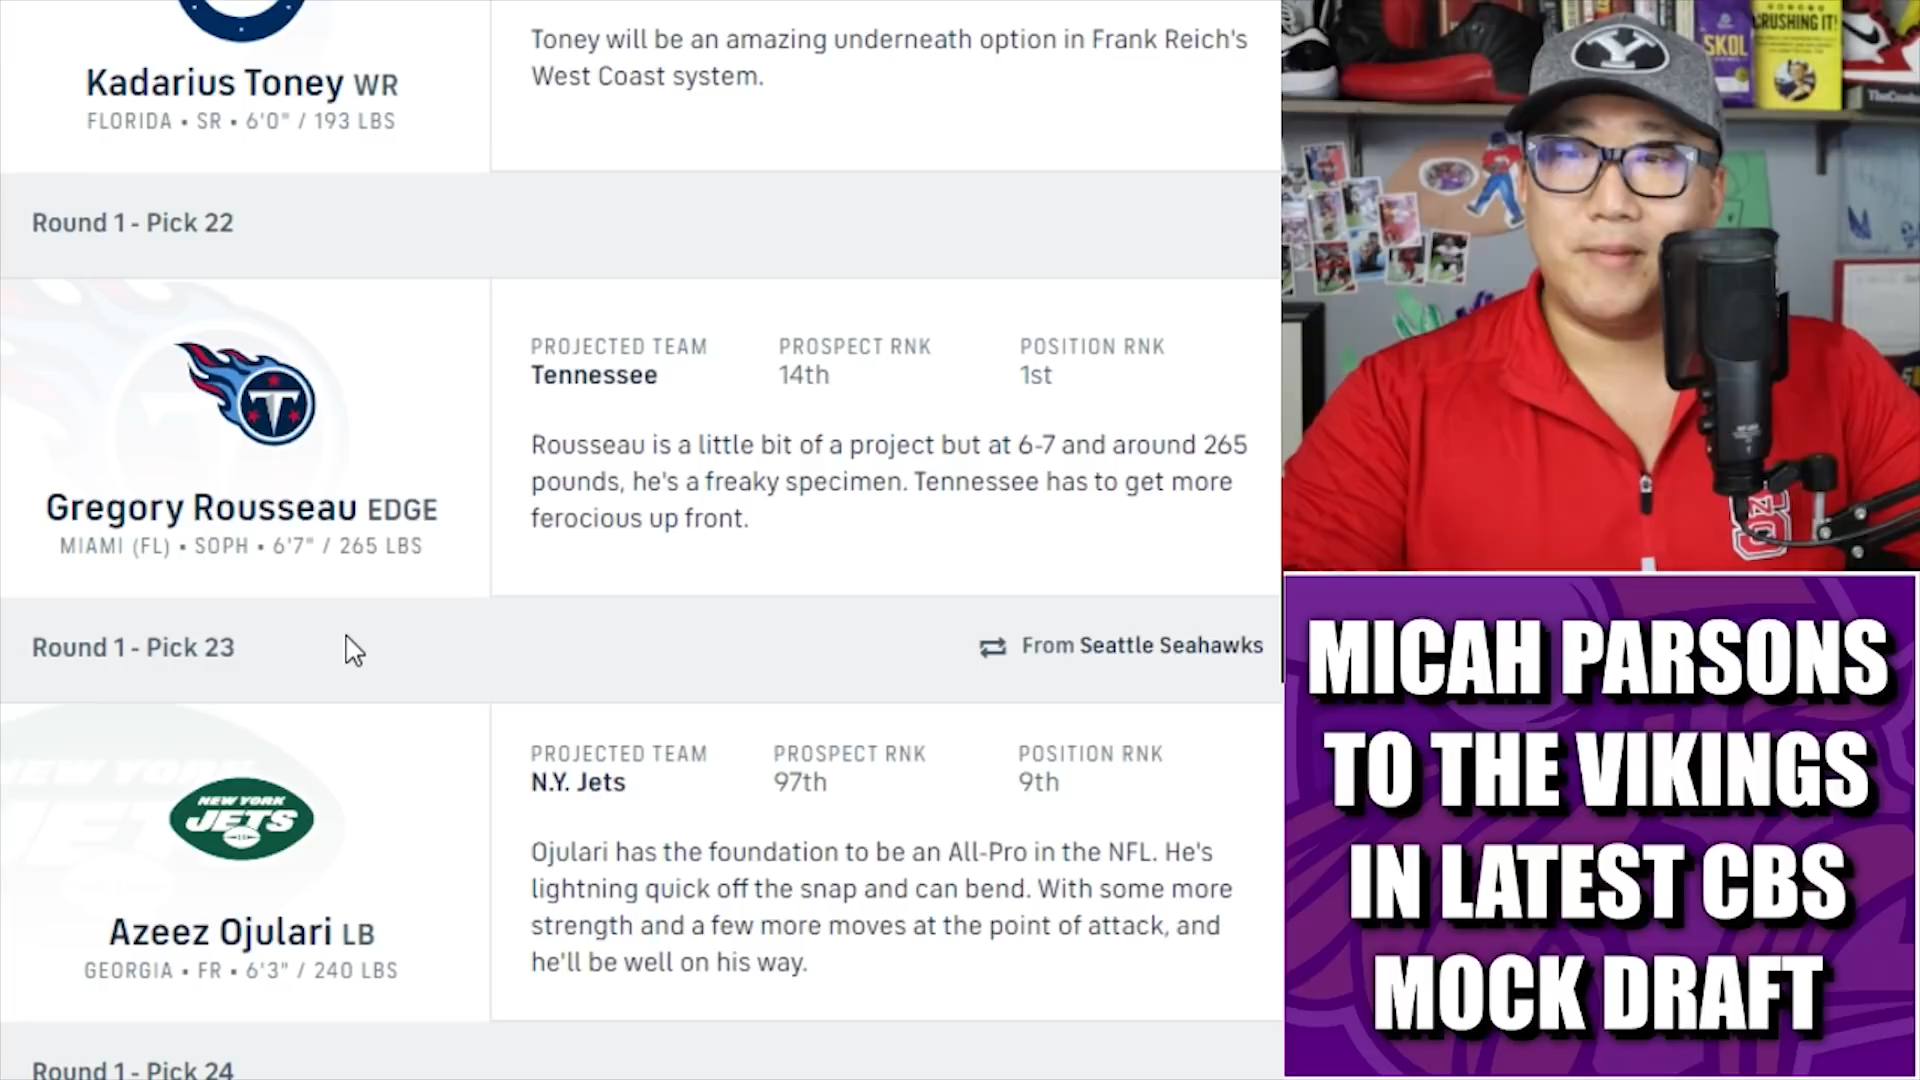 Toney will be an amazing underneath option in Frank Reich's
West Coast system.
Kadarius Toney WR
FLORIDA • SR • 6'0" / 193 LBS
Round 1 - Pick 22
PROJECTED TEAM PROSPECT RNK POSITION RNK
Tennessee 14th 1st
Rousseau is a little bit of a project but at 6-7 and around 265
pounds, he's a freaky specimen. Tennessee has to get more
ferocious up front.
Gregory Rousseau EDGE
MIAMI (FL) • SOPH • 6'7" / 265 LBS
Round 1 - Pick 23
From Seattle Seahawks
PROJECTED TEAM PROSPECT RNK POSITION RNK
N.Y. Jets 97th 9th
NEW YORK
JETS
Ojulari has the foundation to be an All-Pro in the NFL. He's
lightning quick off the snap and can bend. With some more
strength and a few more moves at the point of attack, and
he'll be well on his way.
Azeez Ojulari LB
GEORGIA • FR • 6'3" / 240 LBS
Round 1 - Pick 24
SKOL
CRUSHING IT!
Y
MICAH PARSONS
TO THE VIKINGS
IN LATEST CBS
MOCK DRAFT